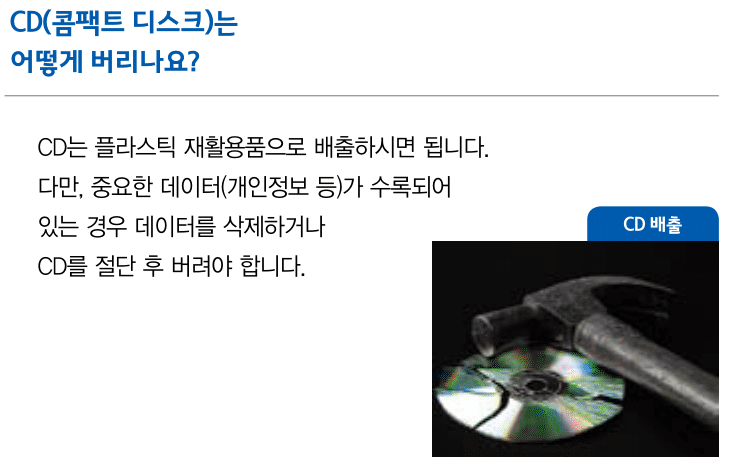 CD(콤팩트 디스크)는
어떻게 버리나요?
CD는 플라스틱 재활용품으로 배출하시면 됩니다.
다만, 중요한 데이터(개인정보 등)가 수록되어
있는 경우 데이터를 삭제하거나
CD를 절단 후 버려야 합니다.
CD 배출